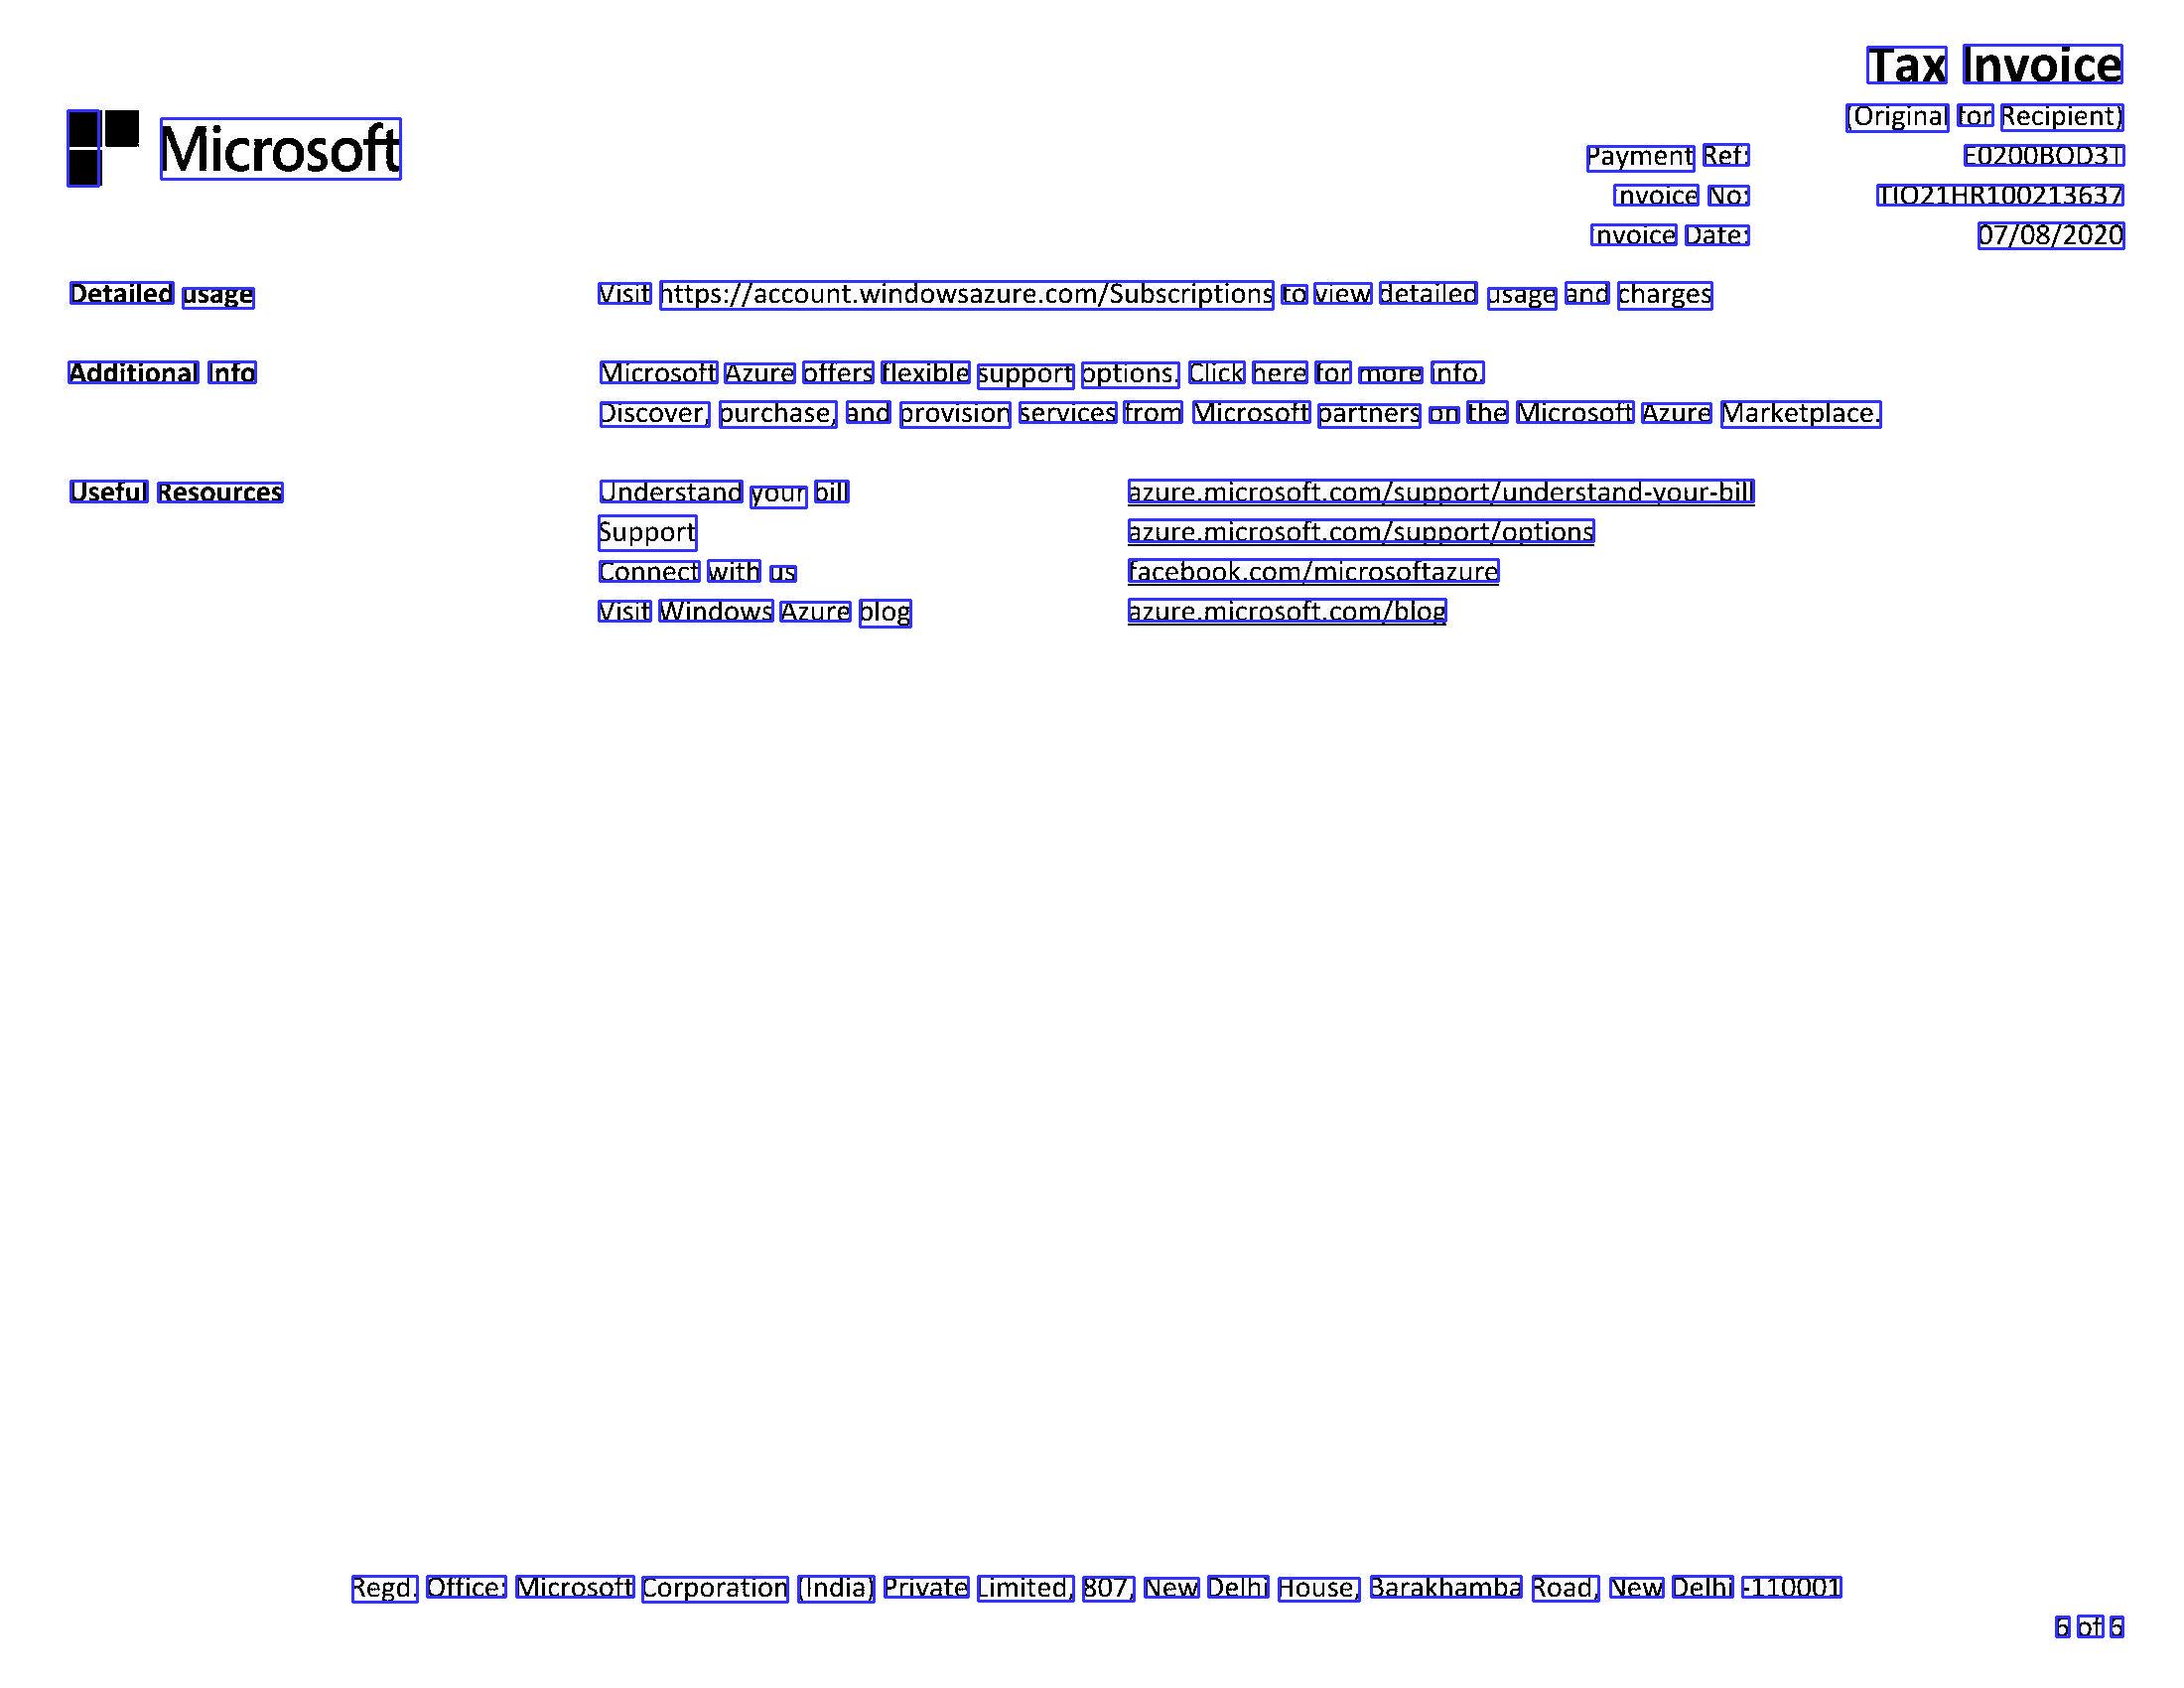 Tax Invoice
(Original for Recipient)
Microsoft
Payment Ref: E0200BOD3T
Invoice No: TIO21HR100213637
Invoice Date: 07/08/2020
Detailed usage Visit https://account.windowsazure.com/Subscriptions to view detailed usage and charges
Additional Info Microsoft Azure offers flexible support options. Click here for more info.
Discover, purchase, and provision services from Microsoft partners on the Microsoft Azure Marketplace.
Useful Resources Understand your bill azure.microsoft.com/support/understand-your-bill
Support azure.microsoft.com/support/options
Connect with us facebook.com/microsoftazure
Visit Windows Azure blog azure.microsoft.com/blog
Regd. Office: Microsoft Corporation (India) Private Limited, 807, New Delhi House, Barakhamba Road, New Delhi -110001
6 of 6